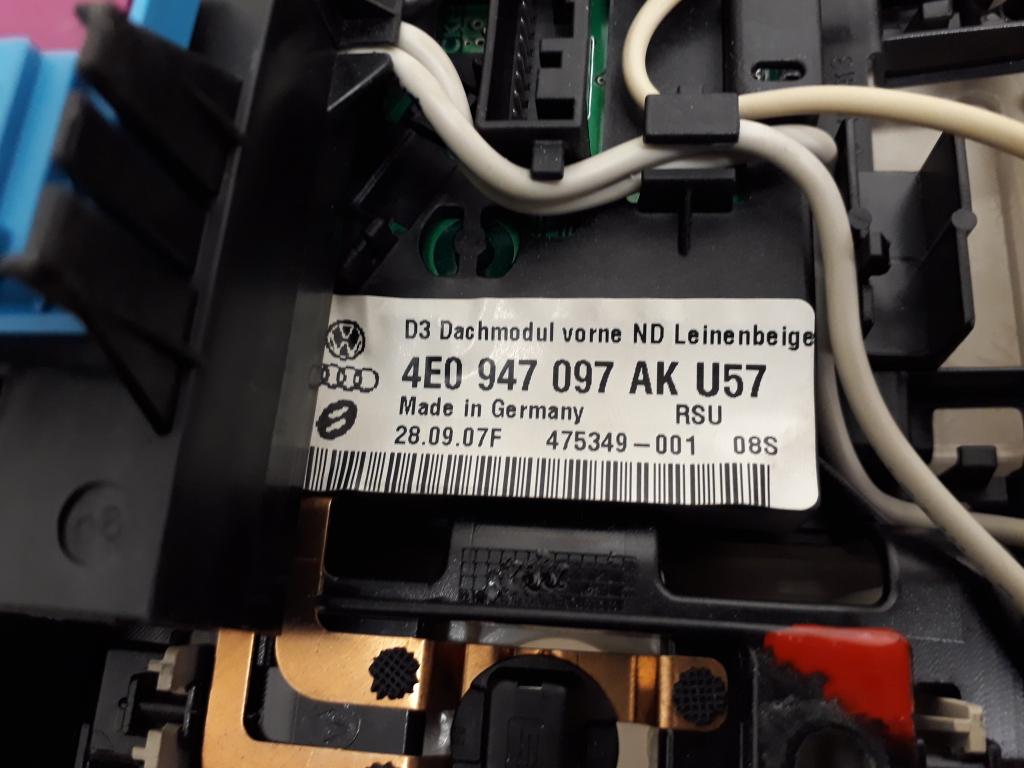 D3 Dachmodul vorne ND Leinenbeige
4E0 947 097 AK U57
Made in Germany RSU
28.09.07F 475349-001 08S